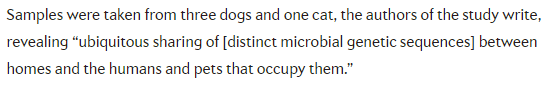 Samples were taken from three dogs and one cat, the authors of the study write,
revealing “ubiquitous sharing of [distinct microbial genetic sequences] between
homes and the humans and pets that occupy them.”